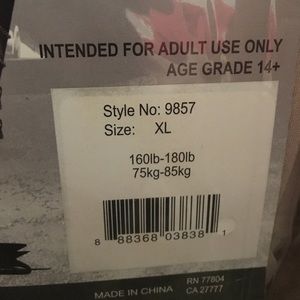 INTENDED FOR ADULT USE ONLY
AGE GRADE 14+
Style No: 9857
Size: XL
160lb-180lb
75kg-85kg
8 88368 03838 1
MADE IN CHINA
RN 77804
CA 27777